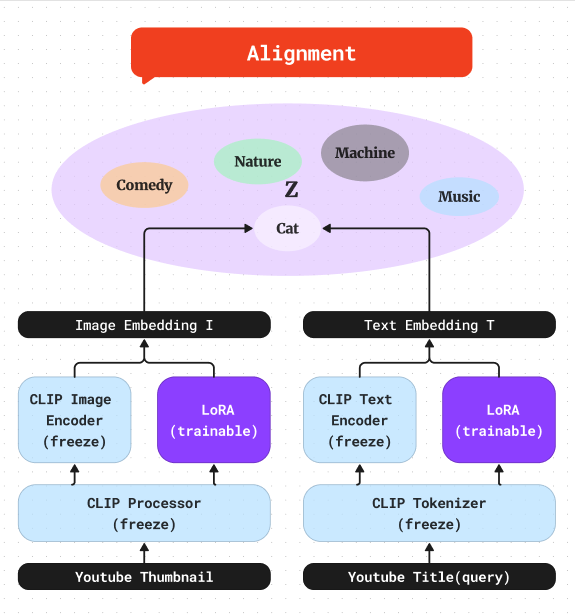 Alignment
Comedy
Nature
Machine
Music
Z
Cat
Image Embedding I
Text Embedding T
CLIP Image
Encoder
(freeze)
LoRA
(trainable)
CLIP Text
Encoder
(freeze)
LoRA
(trainable)
CLIP Processor
(freeze)
CLIP Tokenizer
(freeze)
Youtube Thumbnail
Youtube Title(query)